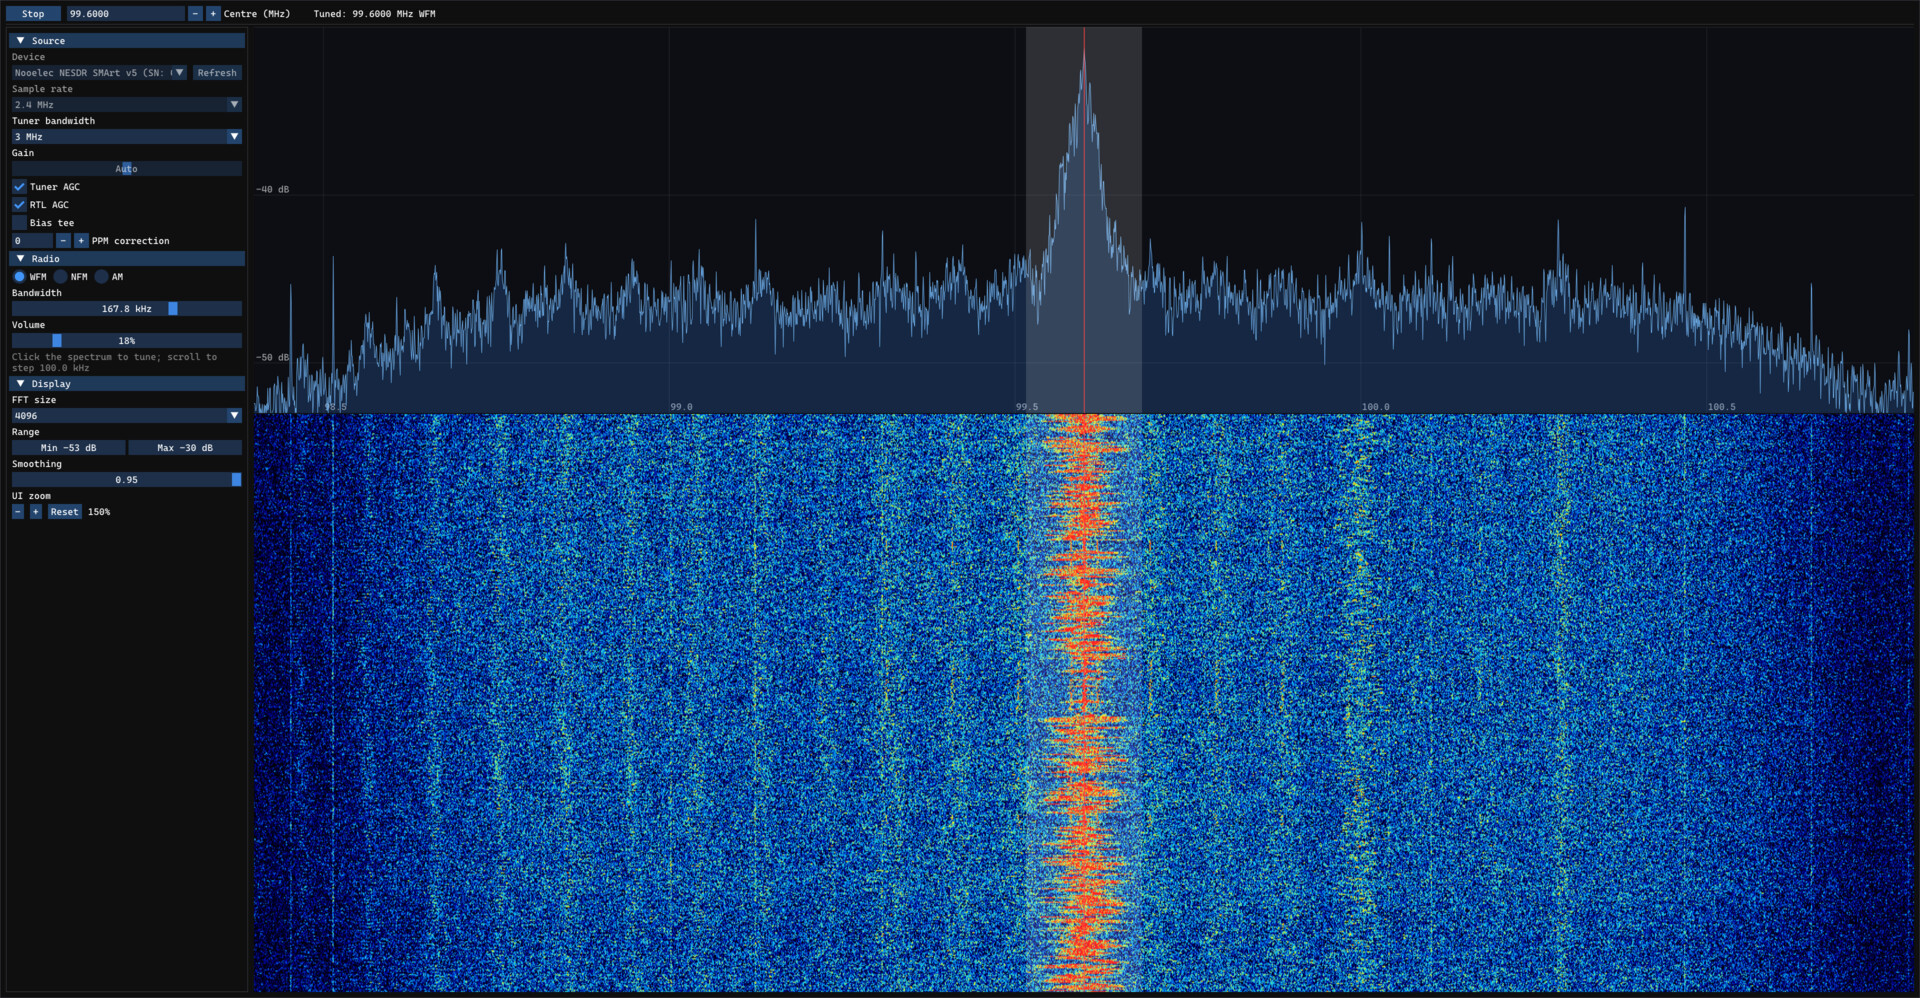 Stop 99.6000 − + Centre (MHz) Tuned: 99.6000 MHz WFM
Source
Device
Nooelec NESDR SMArt v5 (SN: Refresh
Sample rate
2.4 MHz
Tuner bandwidth
3 MHz
Gain
Auto
Tuner AGC
RTL AGC
Bias tee
0 − + PPM correction
Radio
WFM NFM AM
Bandwidth
167.8 kHz
Volume
18%
Click the spectrum to tune; scroll to
step 100.0 kHz
Display
FFT size
4096
Range
Min −53 dB Max −30 dB
Smoothing
0.95
UI zoom
− + Reset 150%
−40 dB
−50 dB
98.5 99.0 99.5 100.0 100.5